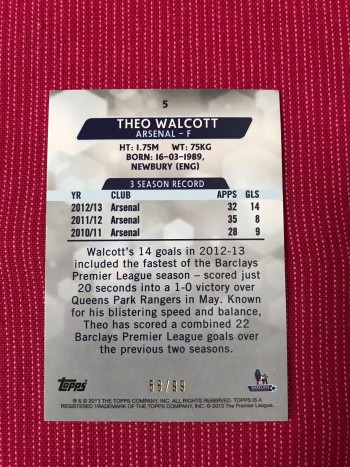 5
THEO WALCOTT
ARSENAL – F
HT: 1.75M WT: 75KG
BORN: 16-03-1989,
NEWBURY (ENG)
3 SEASON RECORD
YR CLUB APPS GLS
2012/13 Arsenal 32 14
2011/12 Arsenal 35 8
2010/11 Arsenal 28 9
Walcott's 14 goals in 2012-13
included the fastest of the Barclays
Premier League season – scored just
20 seconds into a 1-0 victory over
Queens Park Rangers in May. Known
for his blistering speed and balance,
Theo has scored a combined 22
Barclays Premier League goals over
the previous two seasons.
Topps 58/99
® & © 2013 THE TOPPS COMPANY, INC. ALL RIGHTS RESERVED. TOPPS IS A
REGISTERED TRADEMARK OF THE TOPPS COMPANY, INC. © 2013 The Premier League.